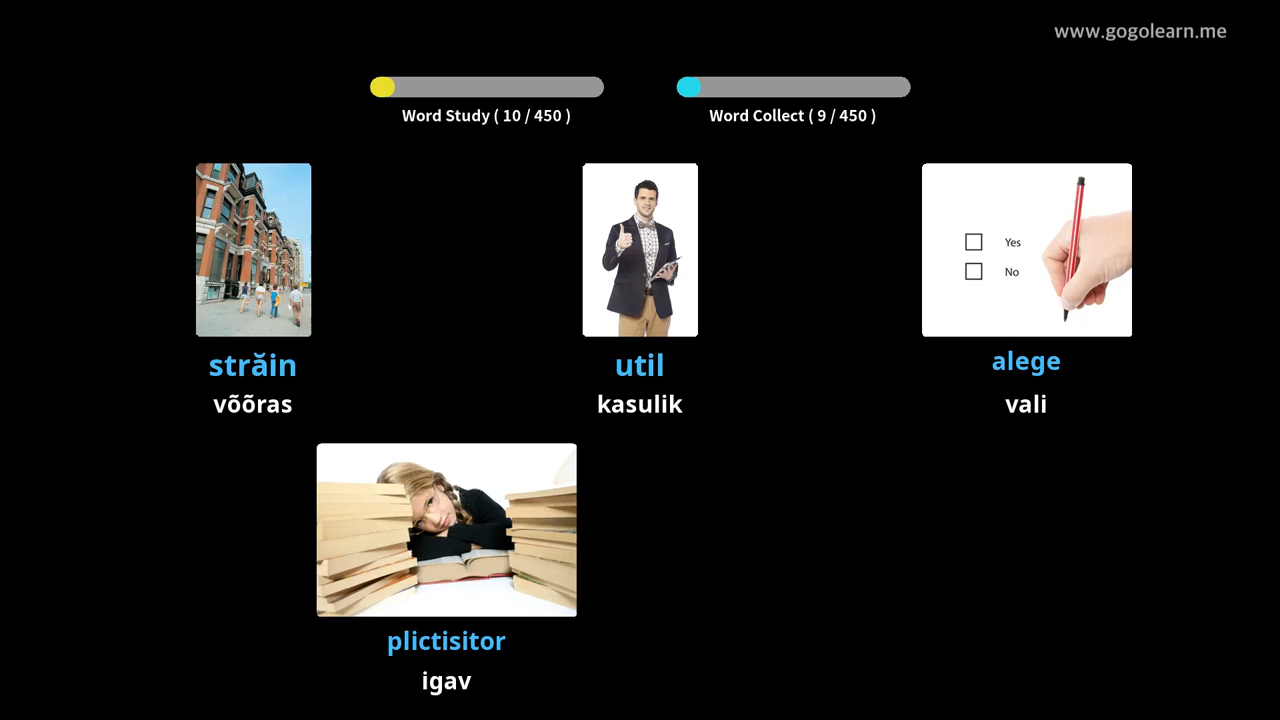 www.gogolearn.me
Word Study ( 10 / 450 )
Word Collect ( 9 / 450 )
Yes
No
străin
võõras
util
kasulik
alege
vali
plictisitor
igav